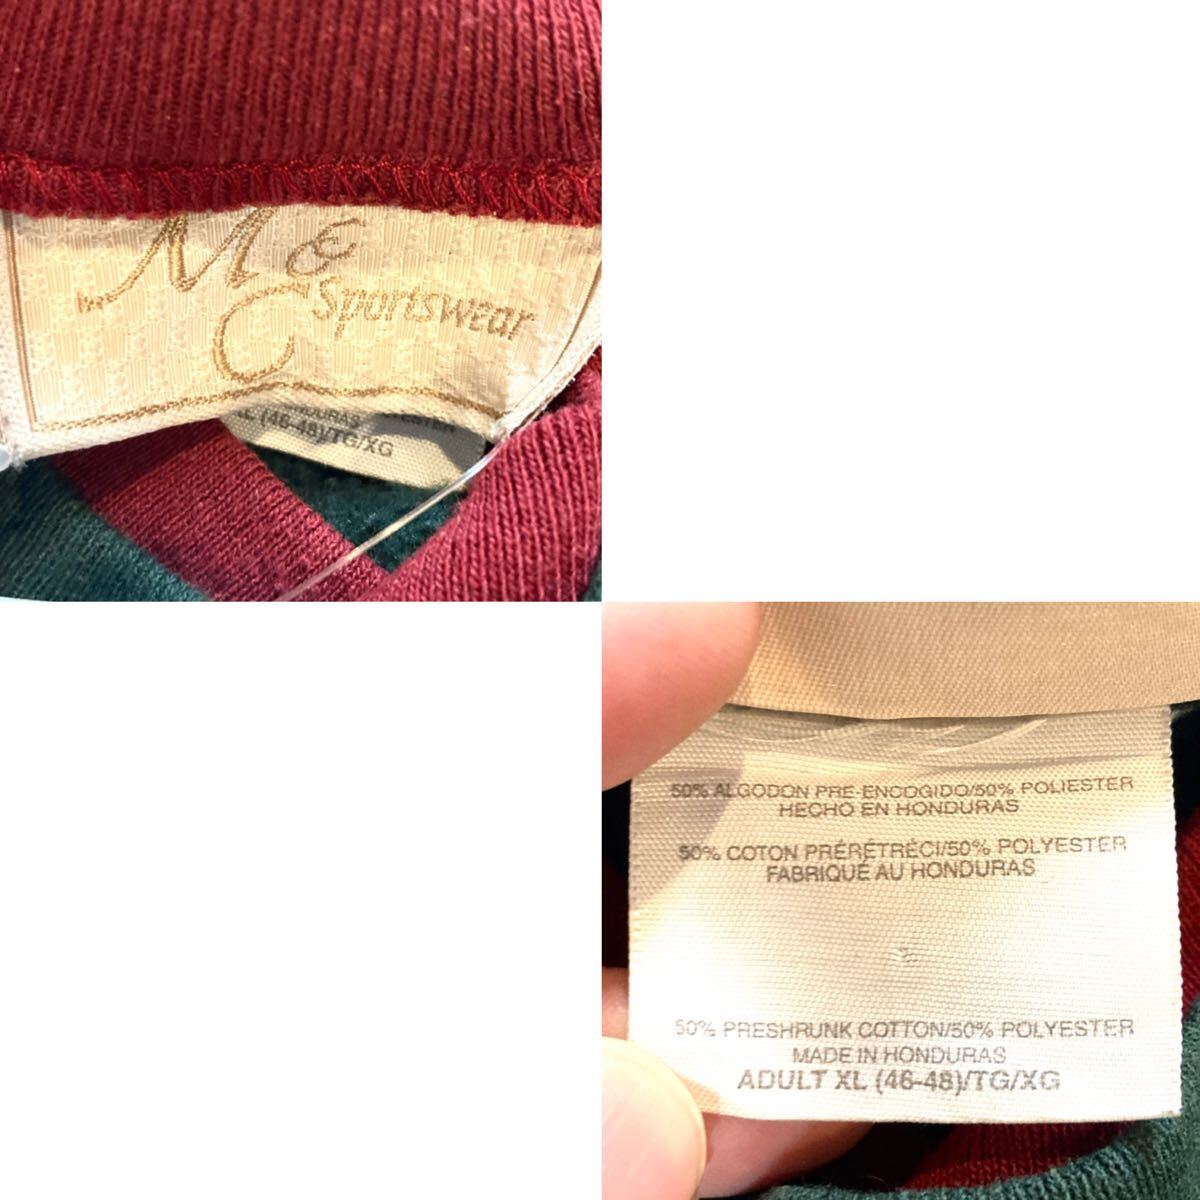 M &
C Sportswear
HONDURAS
(46-48)/TG/XG
50% ALGODON PRE-ENCOGIDO/50% POLIESTER
HECHO EN HONDURAS
50% COTON PRÉRÉTRÉCI/50% POLYESTER
FABRIQUÉ AU HONDURAS
50% PRESHRUNK COTTON/50% POLYESTER
MADE IN HONDURAS
ADULT XL (46-48)/TG/XG